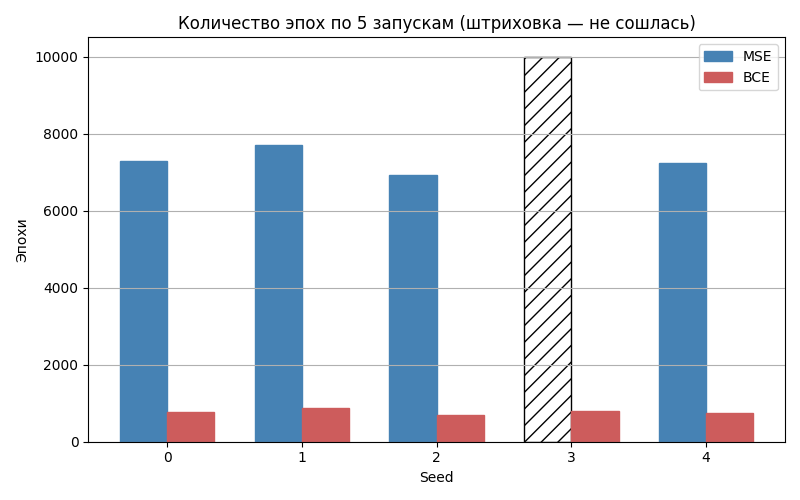 Количество эпох по 5 запускам (штриховка — не сошлась)
MSE
BCE
Эпохи
10000
8000
6000
4000
2000
0
0 1 2 3 4
Seed